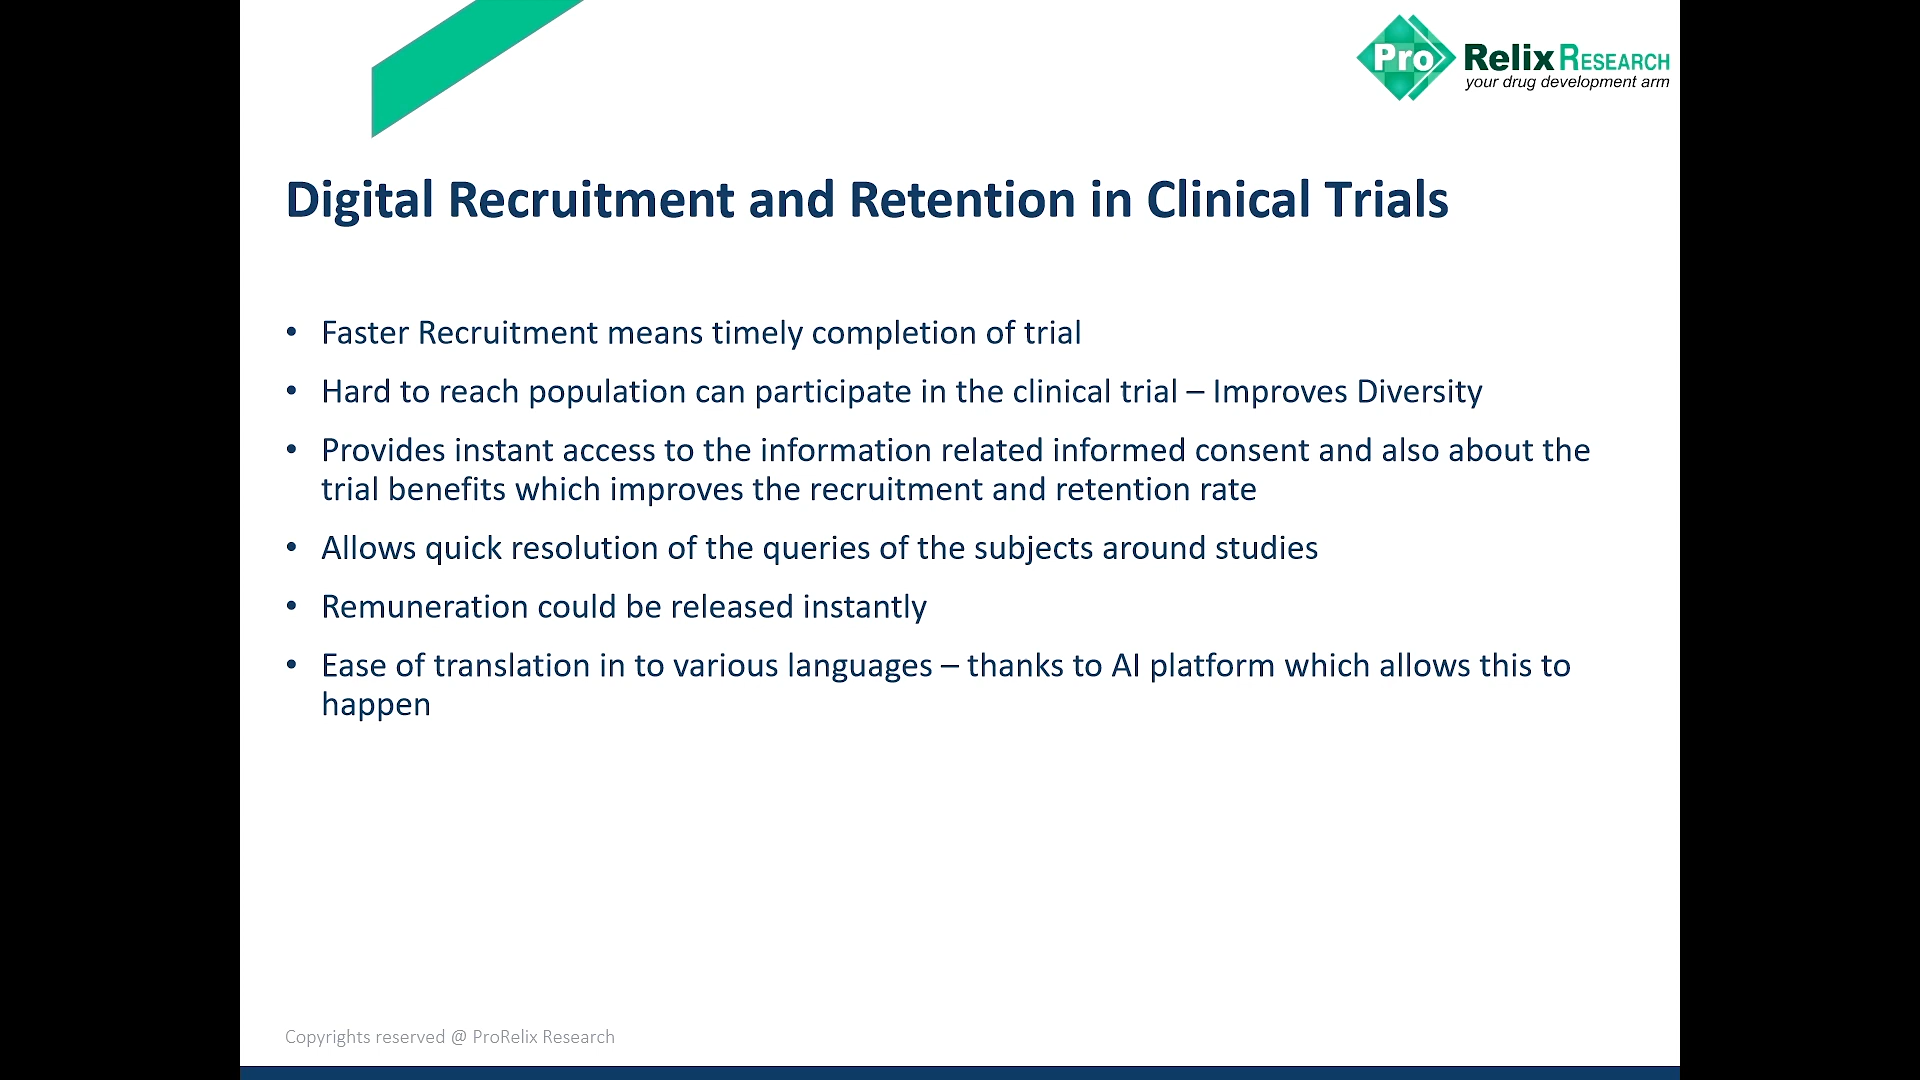 Pro Relix RESEARCH
your drug development arm
Digital Recruitment and Retention in Clinical Trials
• Faster Recruitment means timely completion of trial
• Hard to reach population can participate in the clinical trial – Improves Diversity
• Provides instant access to the information related informed consent and also about the
trial benefits which improves the recruitment and retention rate
• Allows quick resolution of the queries of the subjects around studies
• Remuneration could be released instantly
• Ease of translation in to various languages – thanks to AI platform which allows this to
happen
Copyrights reserved @ ProRelix Research